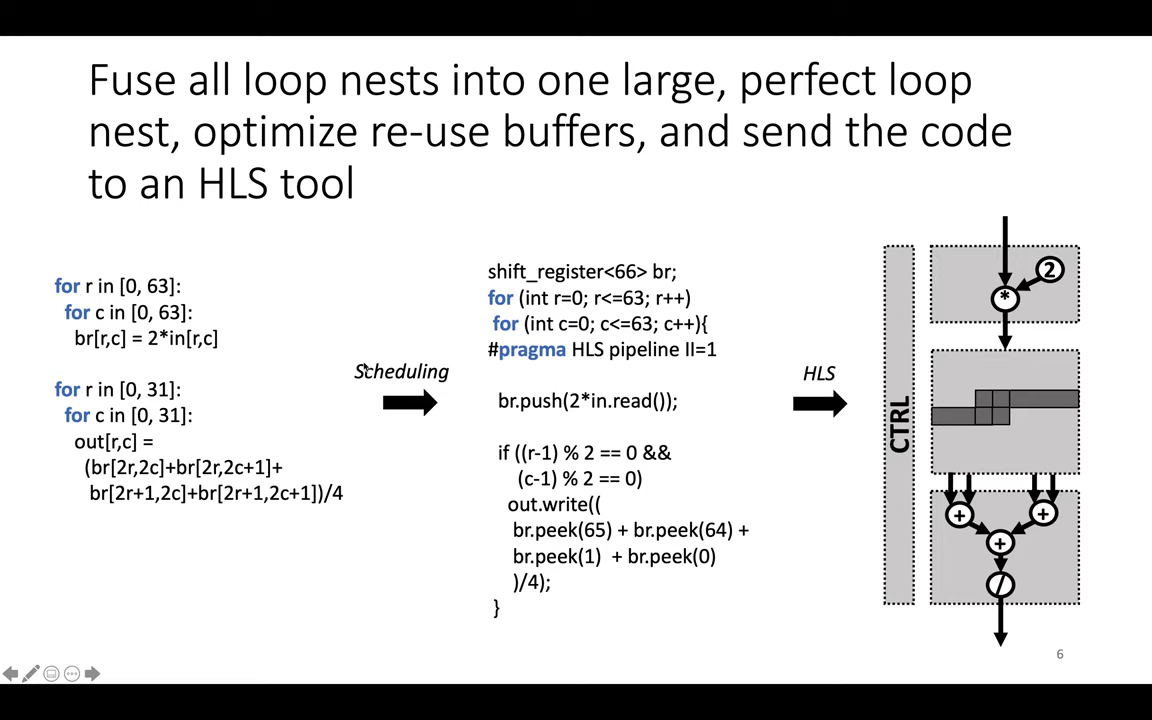 Fuse all loop nests into one large, perfect loop
nest, optimize re-use buffers, and send the code
to an HLS tool
for r in [0, 63]:
for c in [0, 63]:
br[r,c] = 2*in[r,c]
for r in [0, 31]:
for c in [0, 31]:
out[r,c] =
(br[2r,2c]+br[2r,2c+1]+
br[2r+1,2c]+br[2r+1,2c+1])/4
Scheduling
shift_register<66> br;
for (int r=0; r<=63; r++)
for (int c=0; c<=63; c++){
#pragma HLS pipeline II=1
br.push(2*in.read());
if ((r-1) % 2 == 0 &&
(c-1) % 2 == 0)
out.write((
br.peek(65) + br.peek(64) +
br.peek(1) + br.peek(0)
)/4);
}
HLS
CTRL
2
*
+
+
+
/
6